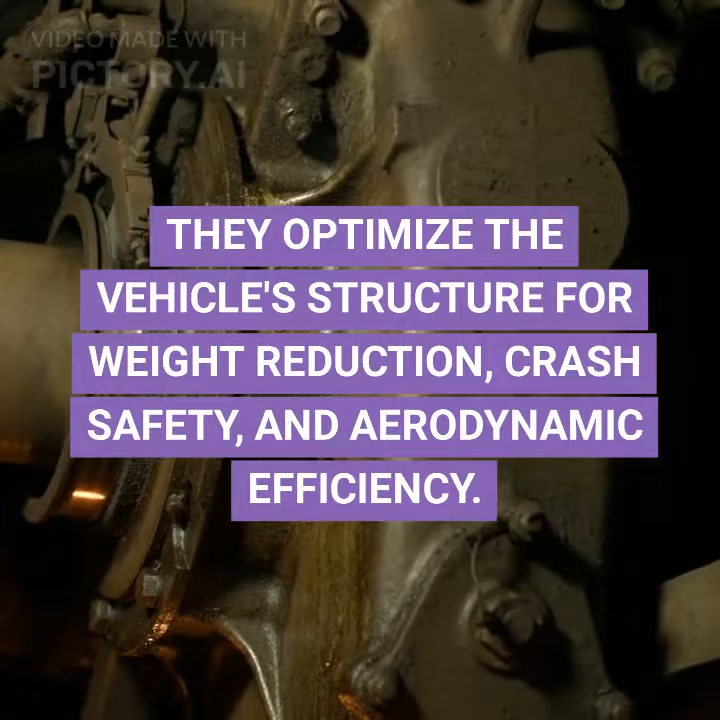 VIDEO MADE WITH
PICTORY.AI
THEY OPTIMIZE THE
VEHICLE'S STRUCTURE FOR
WEIGHT REDUCTION, CRASH
SAFETY, AND AERODYNAMIC
EFFICIENCY.